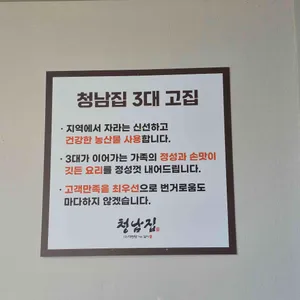 청남집 3대 고집
· 지역에서 자라는 신선하고
건강한 농산물 사용합니다.
· 3대가 이어가는 가족의 정성과 손맛이
깃든 요리를 정성껏 내어드립니다.
· 고객만족을 최우선으로 번거로움도
마다하지 않겠습니다.
청남집